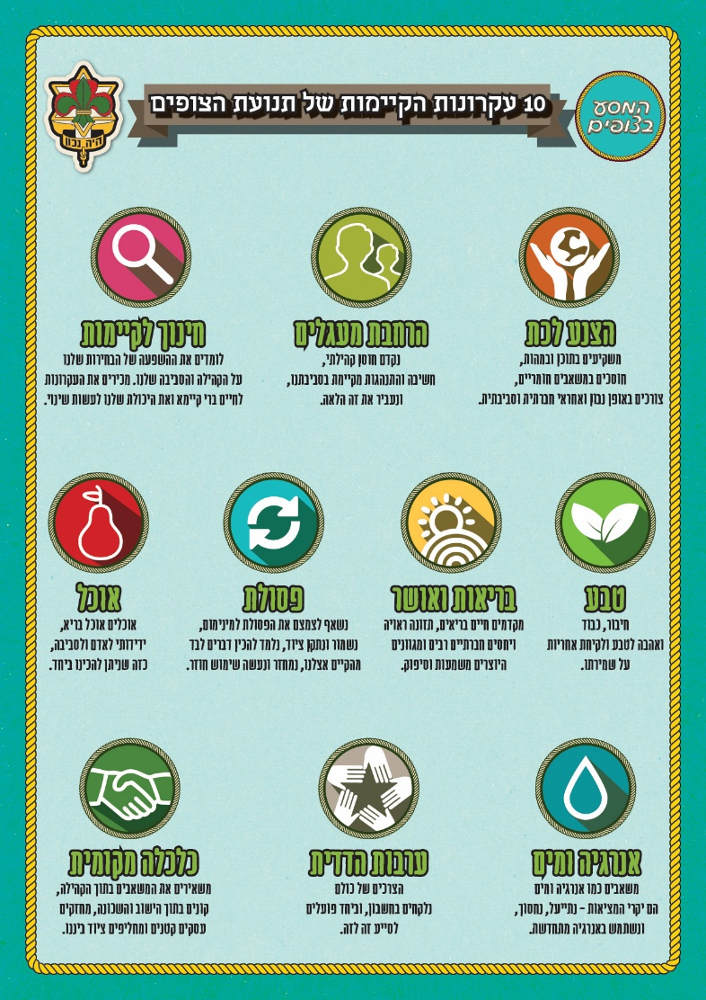 10 עקרונות הקיימות של תנועת הצופים
המסע
בצופים
היה נכון
הצנע לכת
משקיעים בתוכן ובמהות,
חוסכים במשאבים חומריים,
צורכים באופן נבון ואחראי חברתית וסביבתית.
הרחבת מעגלים
נקדם חוסן קהילתי,
חשיבה והתנהגות מקיימת בסביבתנו,
ונעביר את זה הלאה.
חינוך לקיימות
לומדים את ההשפעה של הבחירות שלנו
על הקהילה והסביבה שלנו. מכירים את העקרונות
לחיים ברי קיימא ואת היכולת שלנו לעשות שינוי.
טבע
חיבור, כבוד
ואהבה לטבע ולקיחת אחריות
על שמירתו.
בריאות ואושר
מקדמים חיים בריאים, תזונה ראויה
ויחסים חברתיים רבים ומגוונים
היוצרים משמעות וסיפוק.
פסולת
נשאף לצמצם את הפסולת למינימום,
נשמור ונתקן ציוד, נלמד להכין דברים לבד
מהקיים אצלנו, נמחזר ונעשה שימוש חוזר.
אוכל
אוכלים אוכל בריא,
ידידותי לאדם ולסביבה,
כזה שניתן להכינו ביחד.
אנרגיה ומים
משאבים כמו אנרגיה ומים
הם יקרי המציאות - נתייעל, נחסוך,
ונשתמש באנרגיה מתחדשת.
ערבות הדדית
הצרכים של כולם
נלקחים בחשבון, וביחד פועלים
לסייע זה לזה.
כלכלה מקומית
משאירים את המשאבים בתוך הקהילה,
קונים בתוך הישוב והשכונה, מחזקים
עסקים קטנים ומחליפים ציוד ביננו.